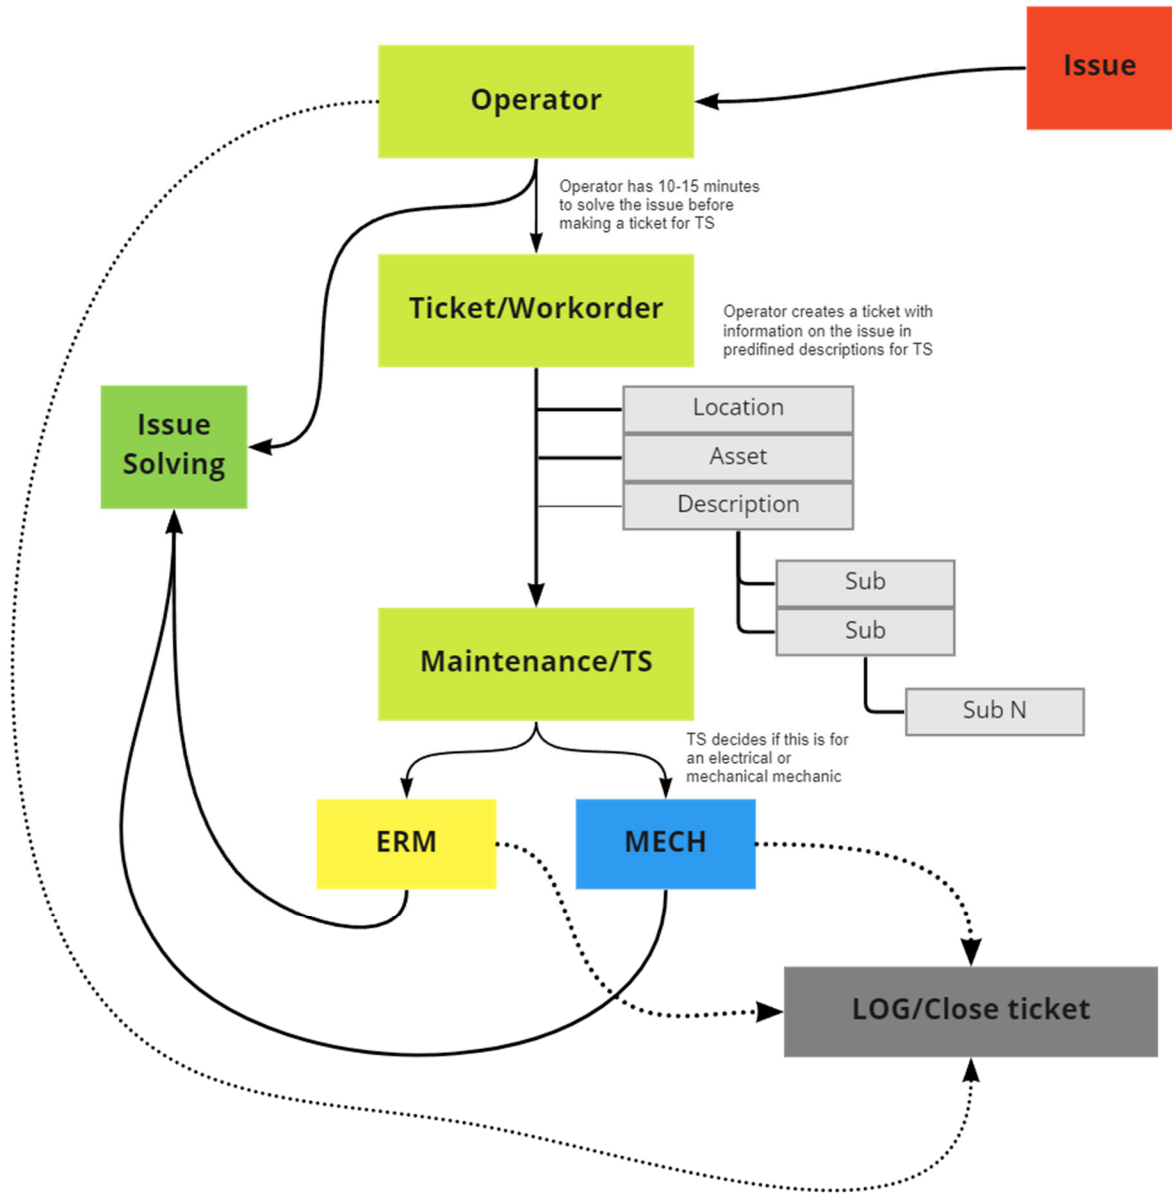 Issue
Operator
Operator has 10-15 minutes
to solve the issue before
making a ticket for TS
Ticket/Workorder
Operator creates a ticket with
information on the issue in
predifined descriptions for TS
Location
Asset
Description
Issue
Solving
Sub
Sub
Sub N
Maintenance/TS
TS decides if this is for
an electrical or
mechanical mechanic
ERM
MECH
LOG/Close ticket